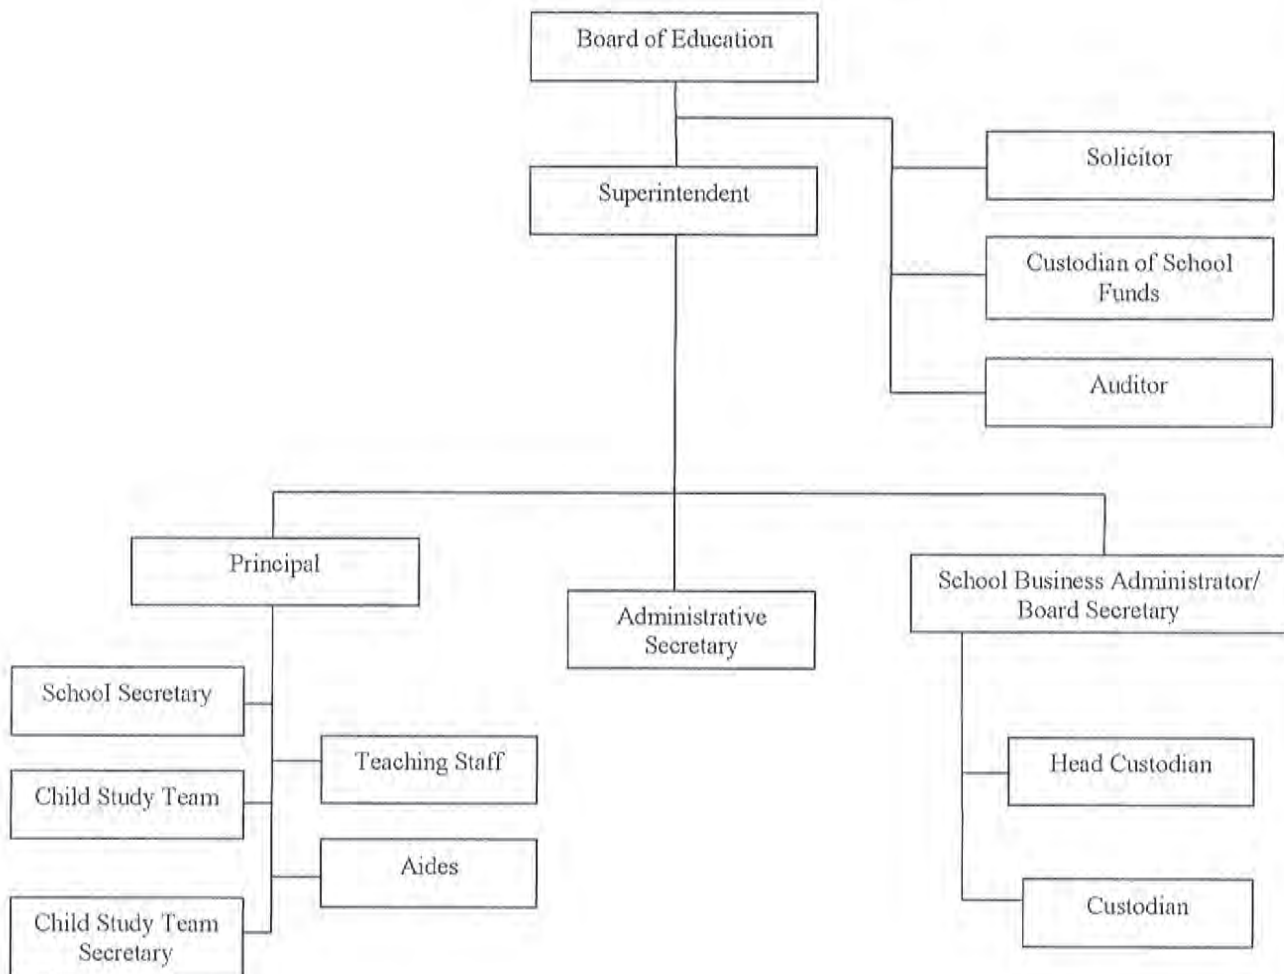 Board of Education
Solicitor
Superintendent
Custodian of School
Funds
Auditor
Principal
School Business Administrator/
Board Secretary
Administrative
Secretary
School Secretary
Teaching Staff
Head Custodian
Child Study Team
Aides
Custodian
Child Study Team
Secretary